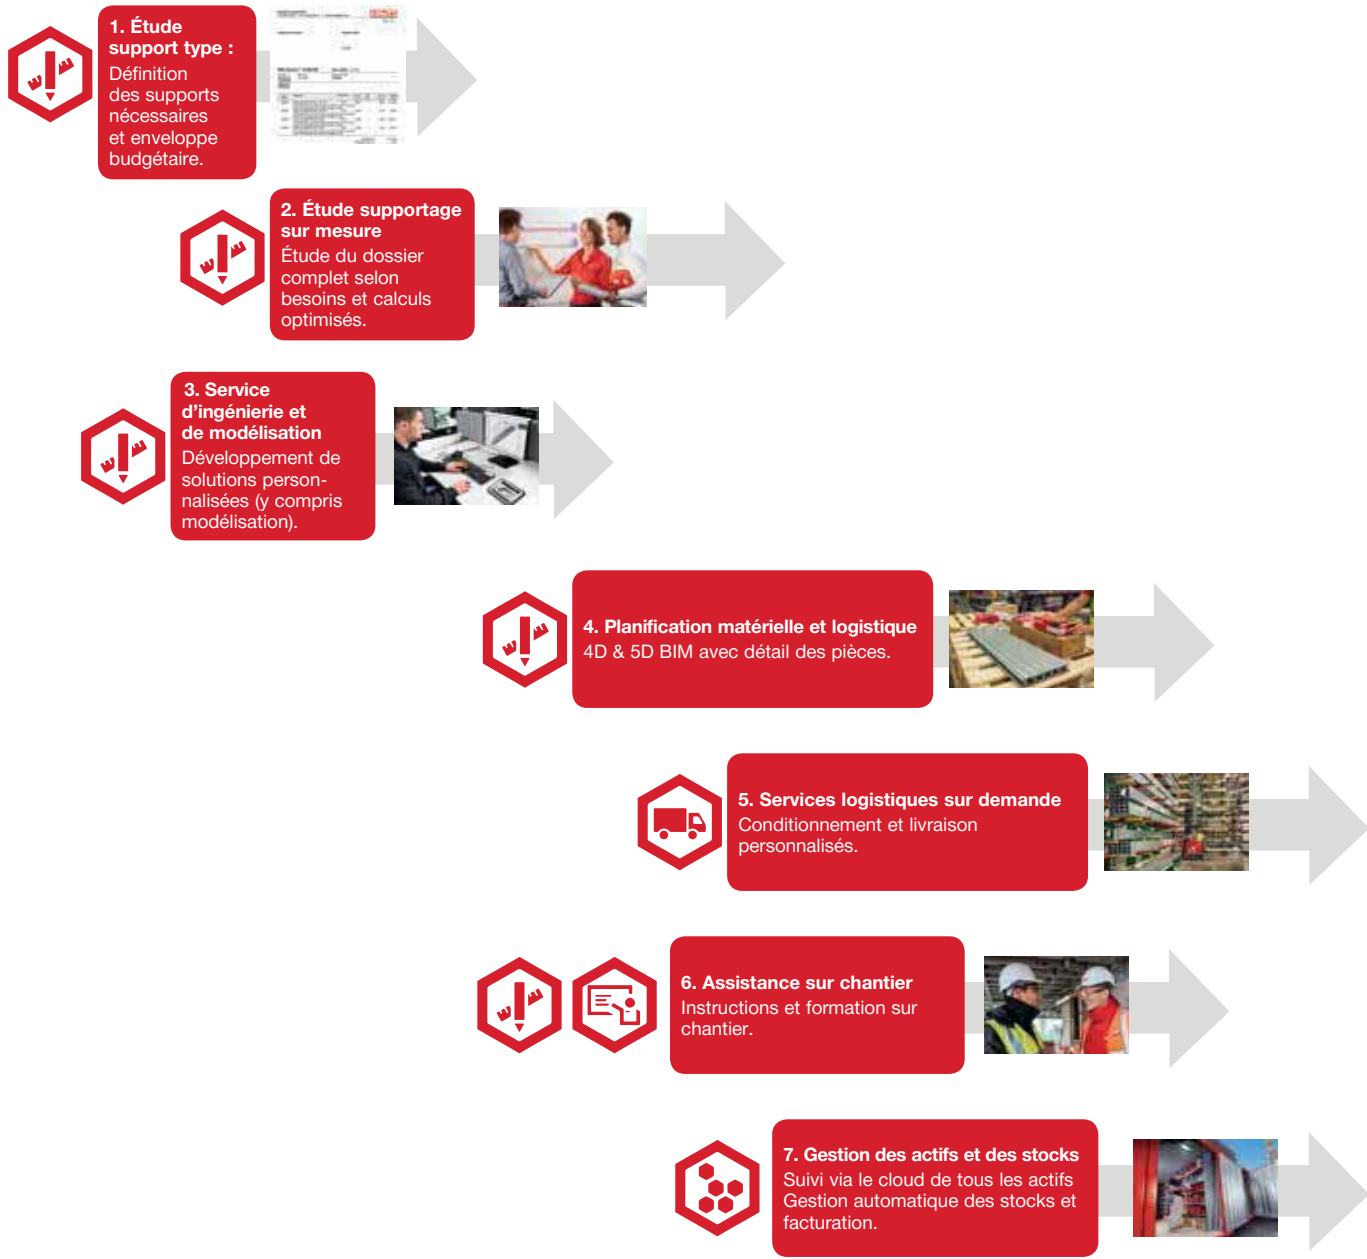 1. Étude
support type :
Définition
des supports
nécessaires
et enveloppe
budgétaire.
2. Étude supportage
sur mesure
Étude du dossier
complet selon
besoins et calculs
optimisés.
3. Service
d’ingénierie et
de modélisation
Développement de
solutions person-
nalisées (y compris
modélisation).
4. Planification matérielle et logistique
4D & 5D BIM avec détail des pièces.
5. Services logistiques sur demande
Conditionnement et livraison
personnalisés.
6. Assistance sur chantier
Instructions et formation sur
chantier.
7. Gestion des actifs et des stocks
Suivi via le cloud de tous les actifs
Gestion automatique des stocks et
facturation.